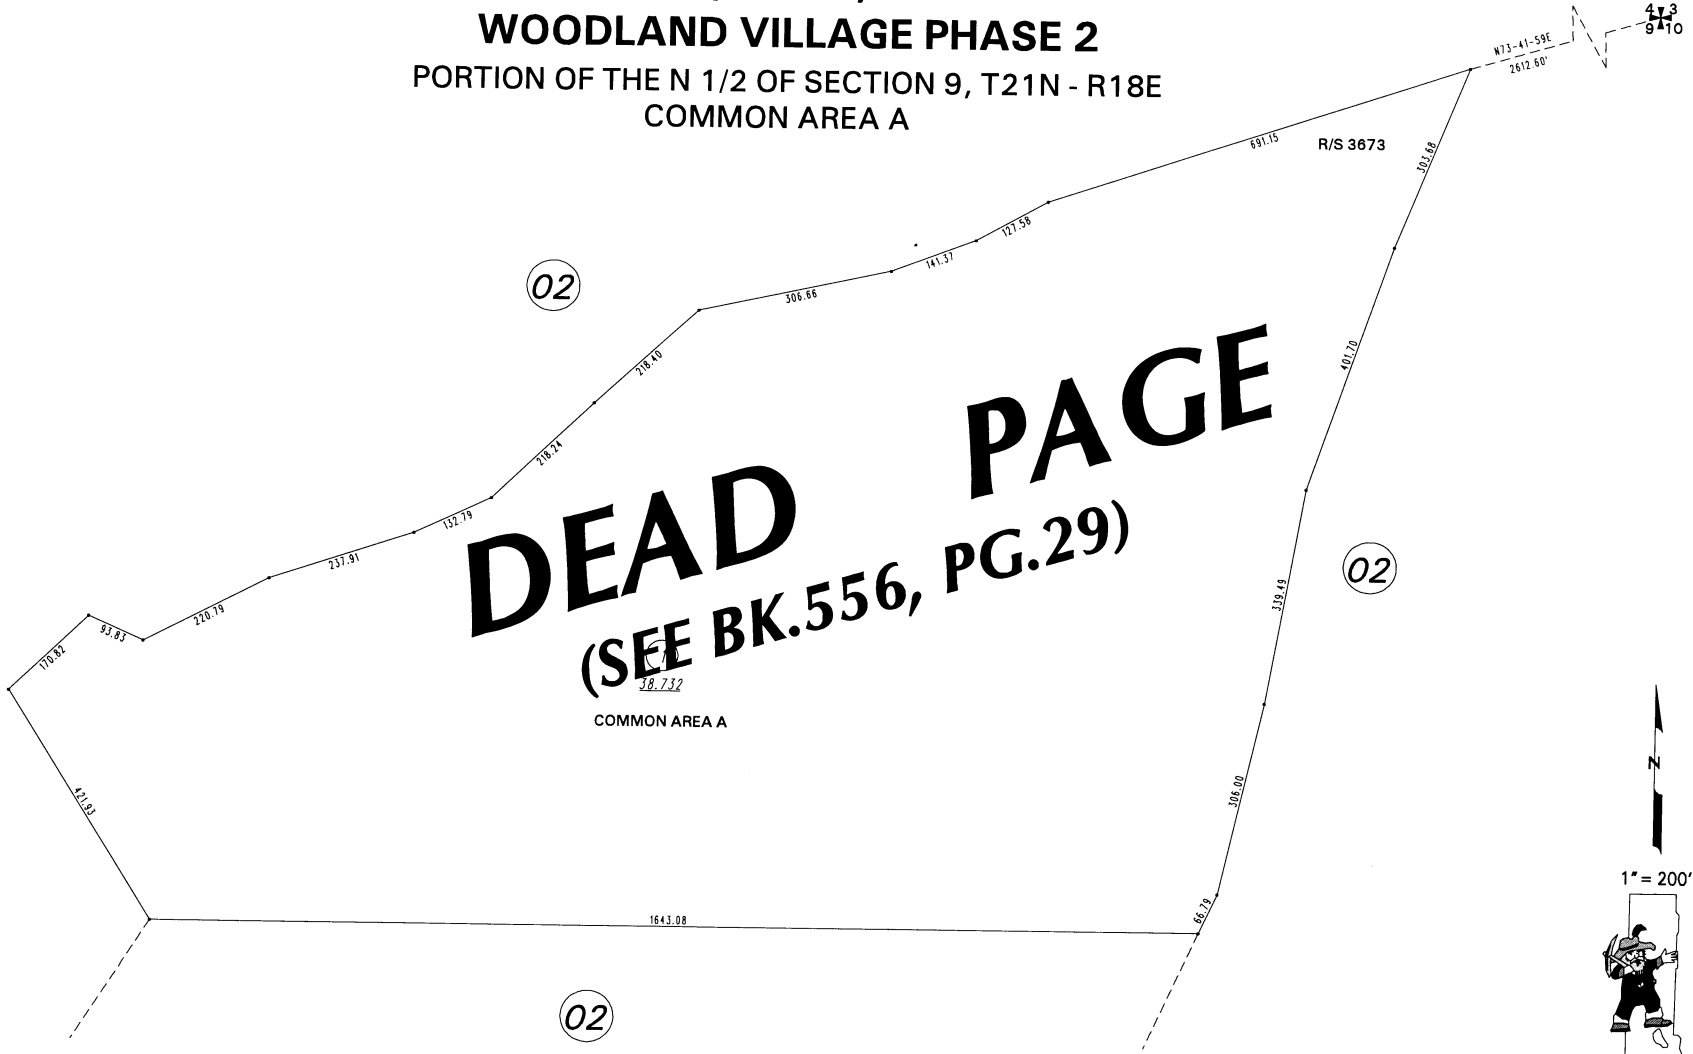 WOODLAND VILLAGE PHASE 2
PORTION OF THE N 1/2 OF SECTION 9, T21N - R18E
COMMON AREA A
4 3
9 10
N73-41-59E
2612.60'
691.15
R/S 3673
303.68
127.58
141.37
306.66
02
218.40
401.70
218.24
132.79
237.91
220.79
93.83
170.82
DEAD PAGE
(SEE BK.556, PG.29)
02
339.49
38.732
COMMON AREA A
421.93
306.00
N
1643.08
66.79
1" = 200'
02